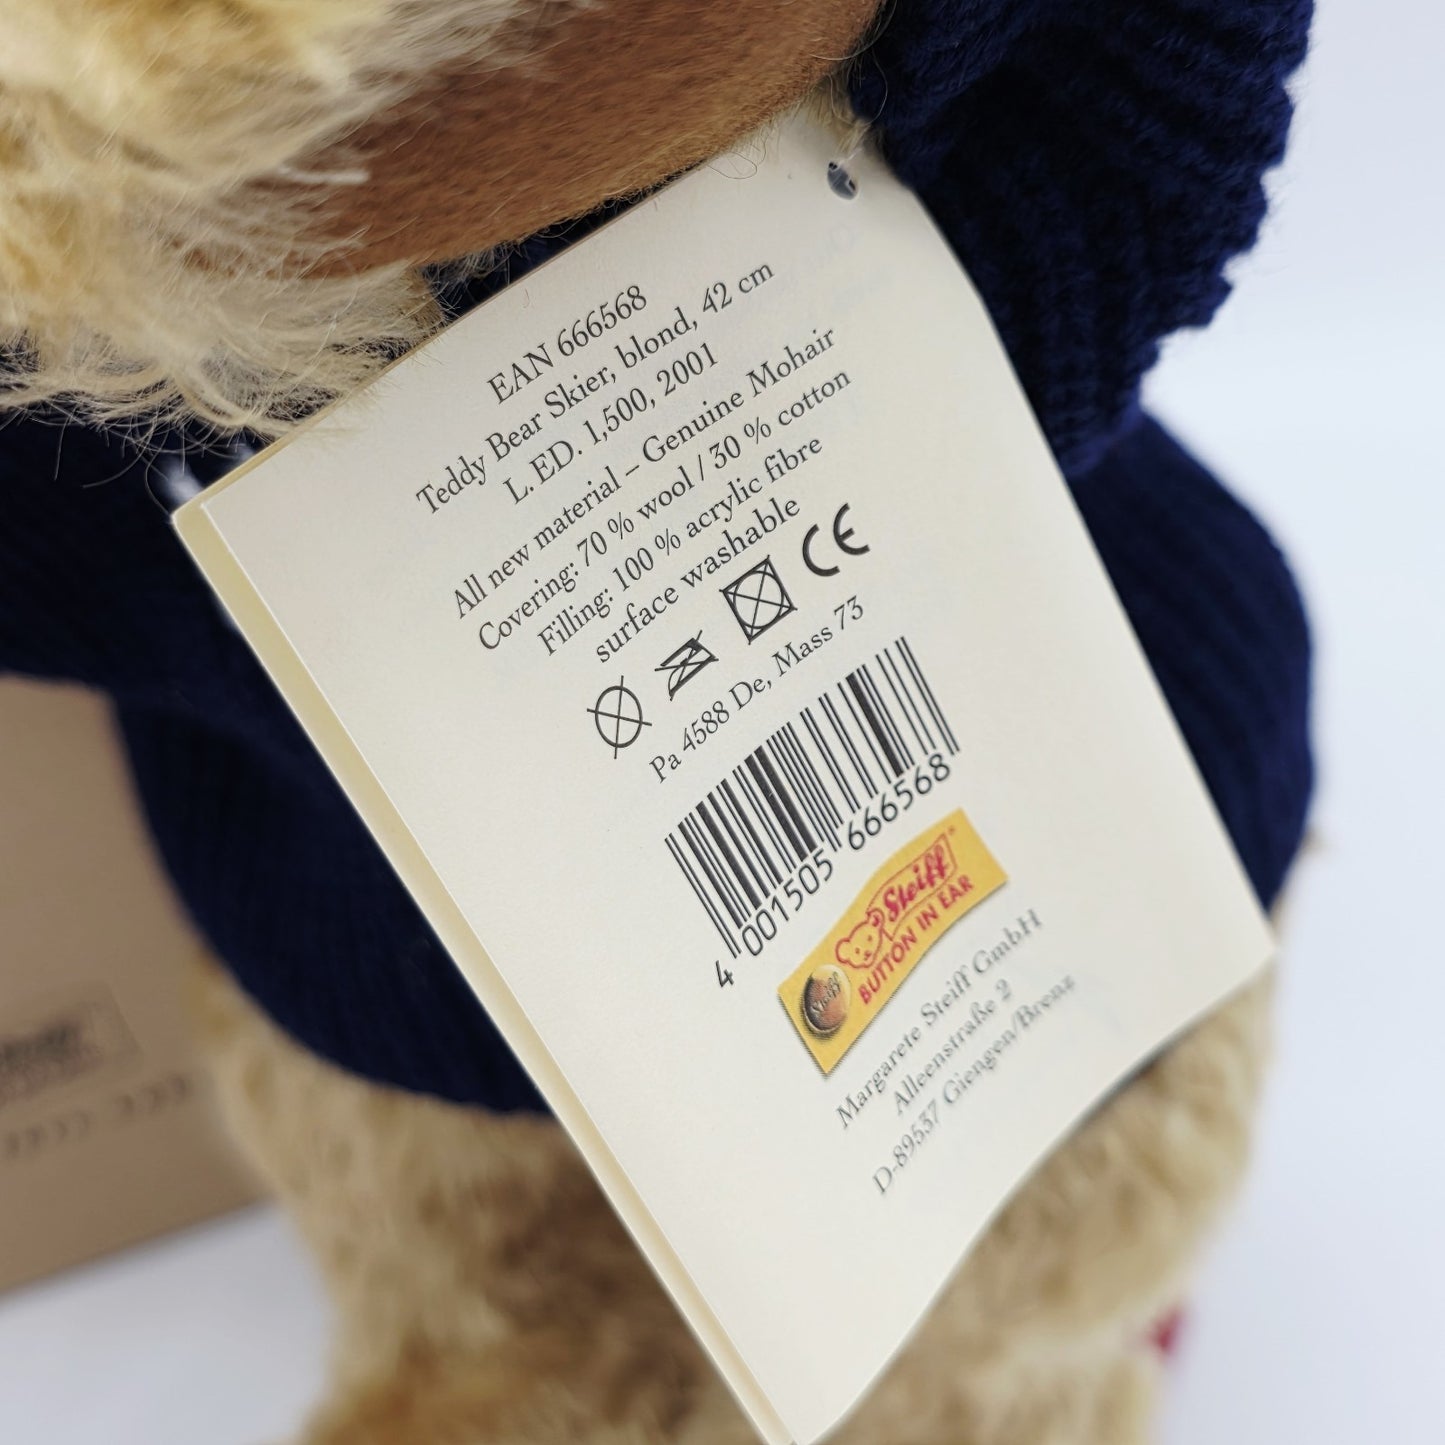 EAN 666568
Teddy Bear Skier, blond, 42 cm
L. ED. 1,500, 2001
All new material – Genuine Mohair
Covering: 70 % wool / 30 % cotton
Filling: 100 % acrylic fibre
surface washable
CE
Pa 4588 De, Mass 73
4 001505 666568
Steiff
Steiff
BUTTON IN EAR
Margarete Steiff GmbH
Alleenstraße 2
D-89537 Giengen/Brenz